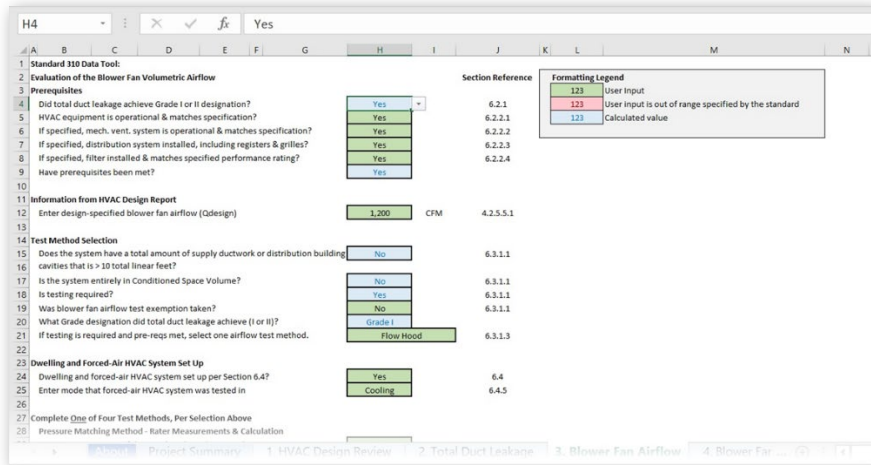 H4 fx Yes
A B C D E F G H I J K L M N
1 Standard 310 Data Tool:
2 Evaluation of the Blower Fan Volumetric Airflow Section Reference Formatting Legend
3 Prerequisites 123 User Input
4 Did total duct leakage achieve Grade I or II designation? Yes 6.2.1 123 User input is out of range specified by the standard
5 HVAC equipment is operational & matches specification? Yes 6.2.2.1 123 Calculated value
6 If specified, mech. vent. system is operational & matches specification? Yes 6.2.2.2
7 If specified, distribution system installed, including registers & grilles? Yes 6.2.2.3
8 If specified, filter installed & matches specified performance rating? Yes 6.2.2.4
9 Have prerequisites been met? Yes
10
11 Information from HVAC Design Report
12 Enter design-specified blower fan airflow (Qdesign) 1,200 CFM 4.2.5.5.1
13
14 Test Method Selection
15 Does the system have a total amount of supply ductwork or distribution building No 6.3.1.1
16 cavities that is > 10 total linear feet?
17 Is the system entirely in Conditioned Space Volume? No 6.3.1.1
18 Is testing required? Yes 6.3.1.1
19 Was blower fan airflow test exemption taken? No 6.3.1.1
20 What Grade designation did total duct leakage achieve (I or II)? Grade I
21 If testing is required and pre-reqs met, select one airflow test method. Flow Hood 6.3.1.3
22
23 Dwelling and Forced-Air HVAC System Set Up
24 Dwelling and forced-air HVAC system set up per Section 6.4? Yes 6.4
25 Enter mode that forced-air HVAC system was tested in Cooling 6.4.5
26
27 Complete One of Four Test Methods, Per Selection Above
28 Pressure Matching Method - Rater Measurements & Calculation
About Project Summary 1. HVAC Design Review 2. Total Duct Leakage 3. Blower Fan Airflow 4. Blower Fan ...